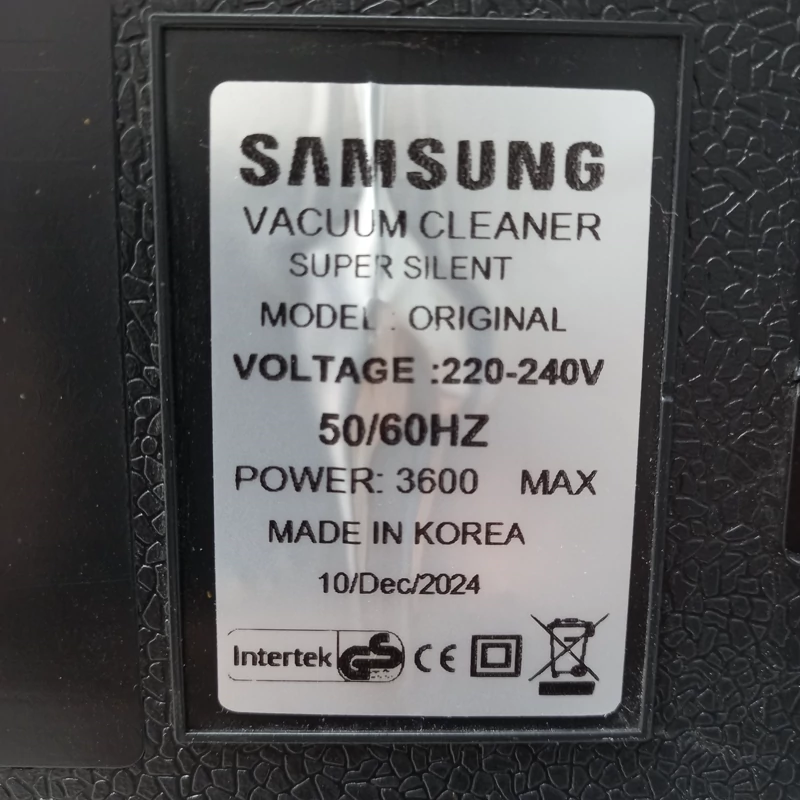 SAMSUNG
VACUUM CLEANER
SUPER SILENT
MODEL : ORIGINAL
VOLTAGE :220-240V
50/60HZ
POWER: 3600 MAX
MADE IN KOREA
10/Dec/2024
Intertek GS CE